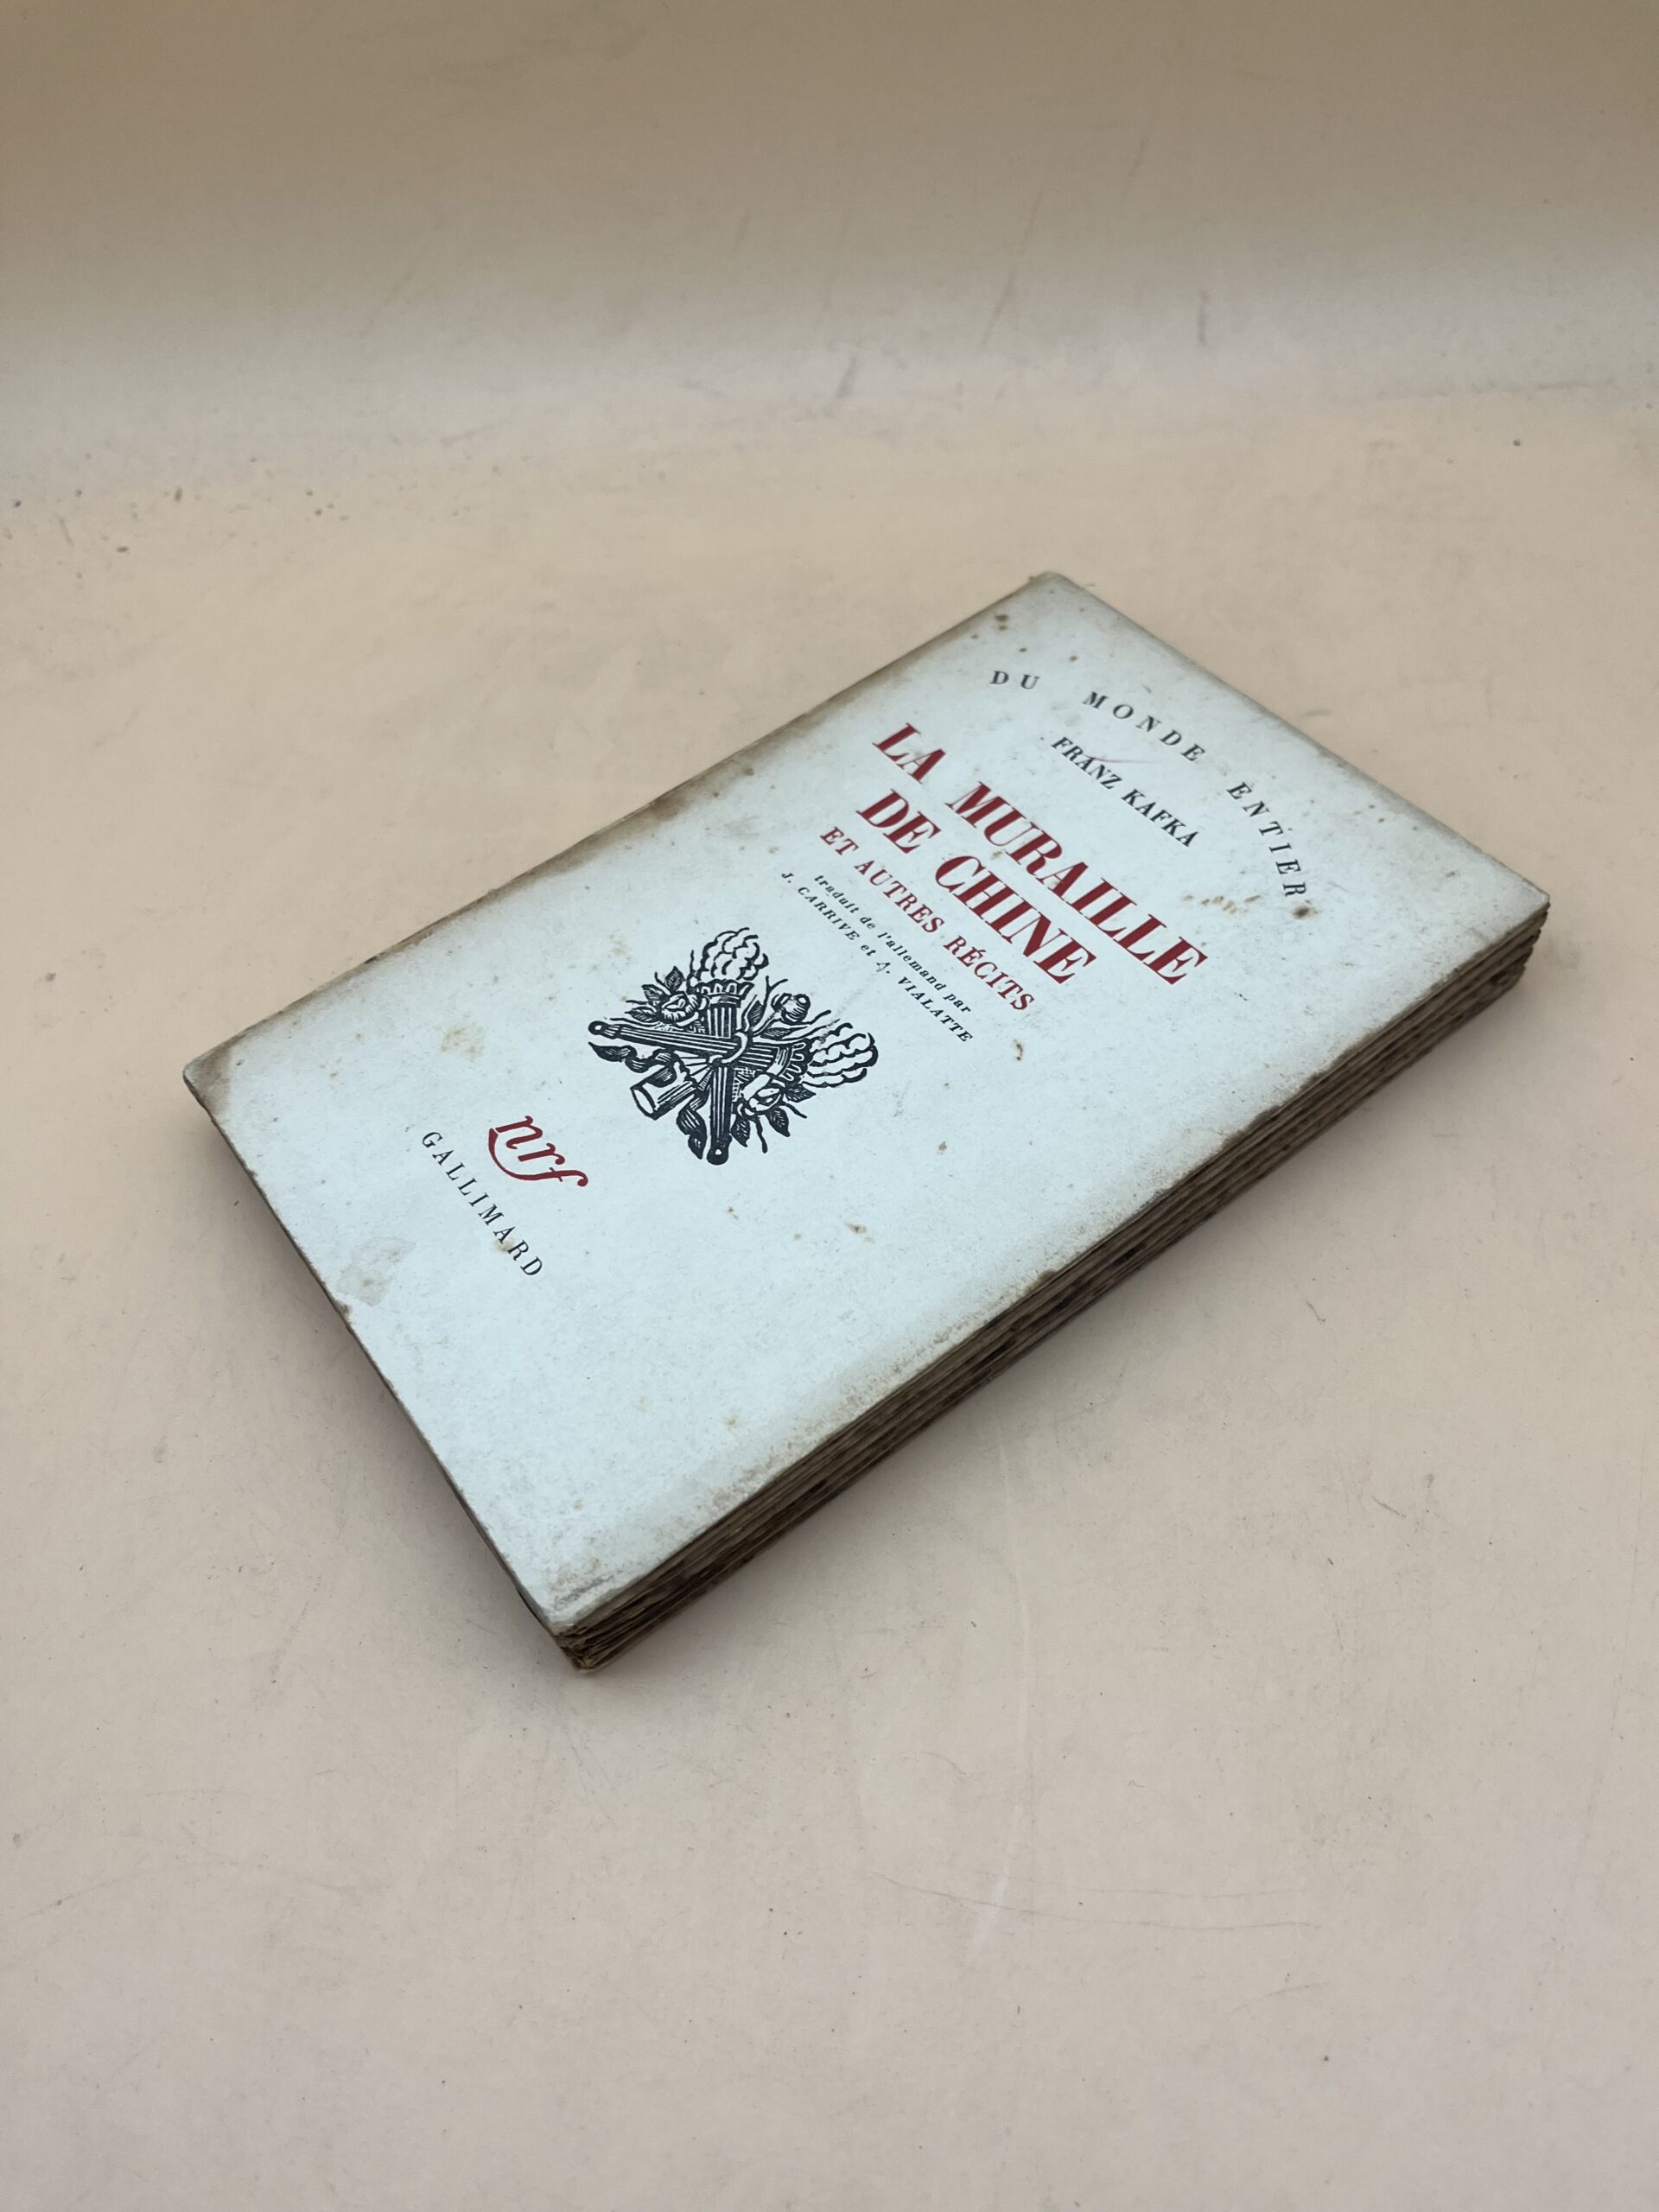 DU MONDE ENTIER
FRANZ KAFKA
LA MURAILLE
DE CHINE
ET AUTRES RÉCITS
traduit de l'allemand par
J. CARRIVE et A. VIALATTE
nrf
GALLIMARD